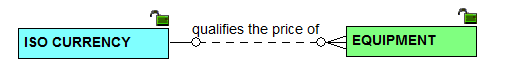 qualifies the price of
ISO CURRENCY
EQUIPMENT